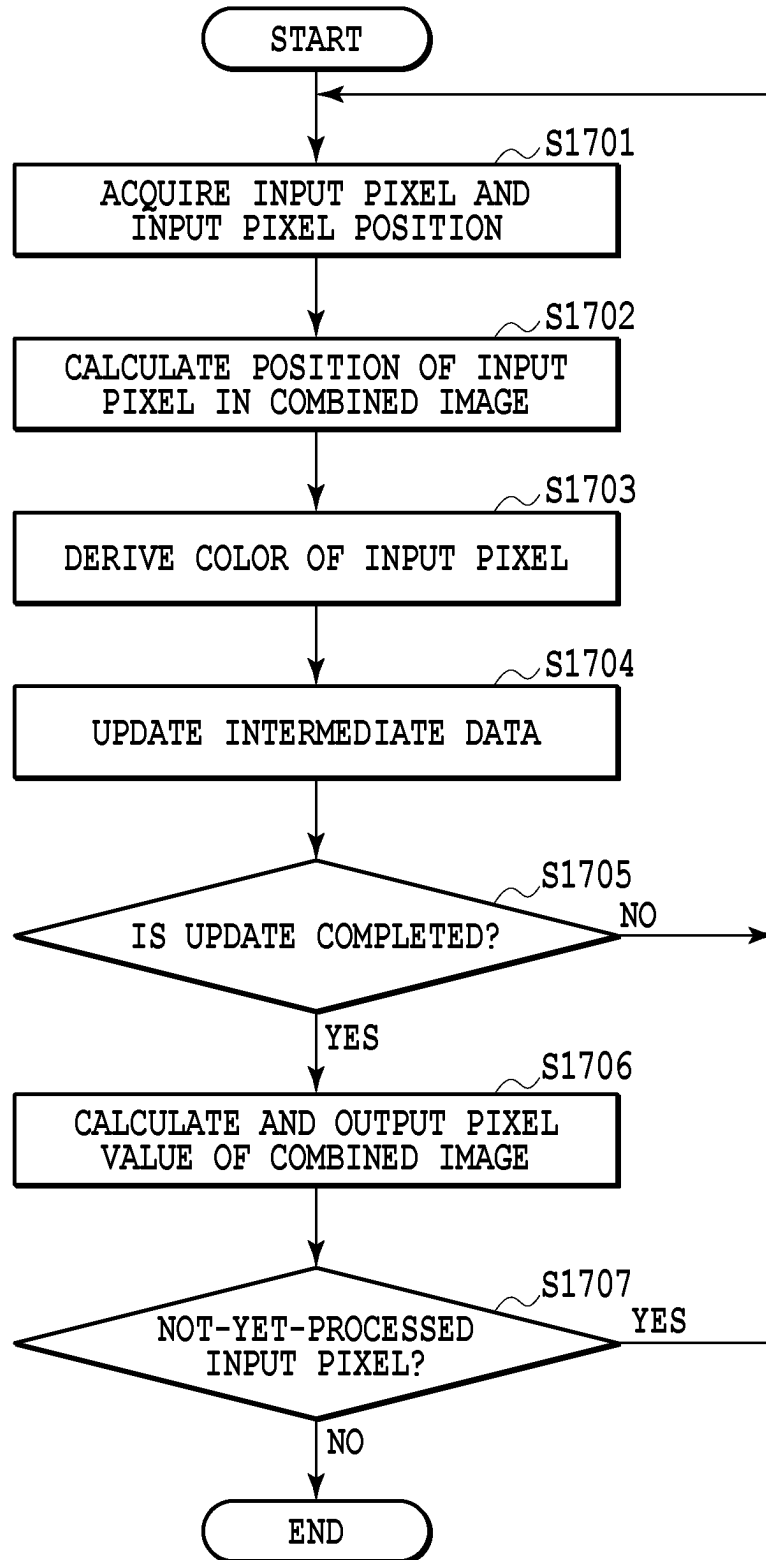 START
S1701
ACQUIRE INPUT PIXEL AND
INPUT PIXEL POSITION
S1702
CALCULATE POSITION OF INPUT
PIXEL IN COMBINED IMAGE
S1703
DERIVE COLOR OF INPUT PIXEL
S1704
UPDATE INTERMEDIATE DATA
S1705
IS UPDATE COMPLETED?
NO
YES
S1706
CALCULATE AND OUTPUT PIXEL
VALUE OF COMBINED IMAGE
S1707
NOT-YET-PROCESSED
INPUT PIXEL?
YES
NO
END